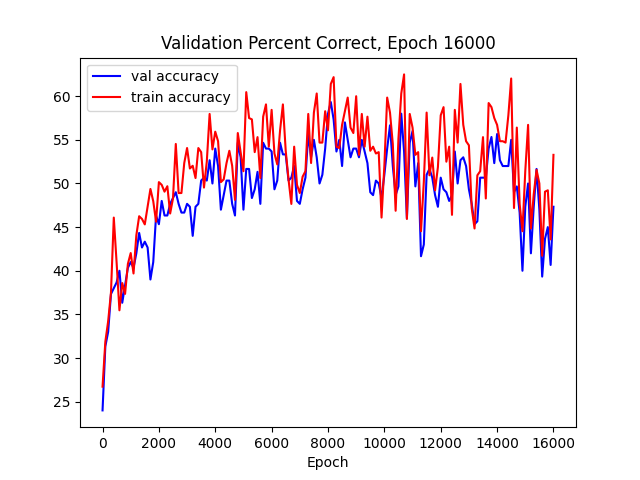 Validation Percent Correct, Epoch 16000
val accuracy
train accuracy
60
55
50
45
40
35
30
25
0 2000 4000 6000 8000 10000 12000 14000 16000
Epoch